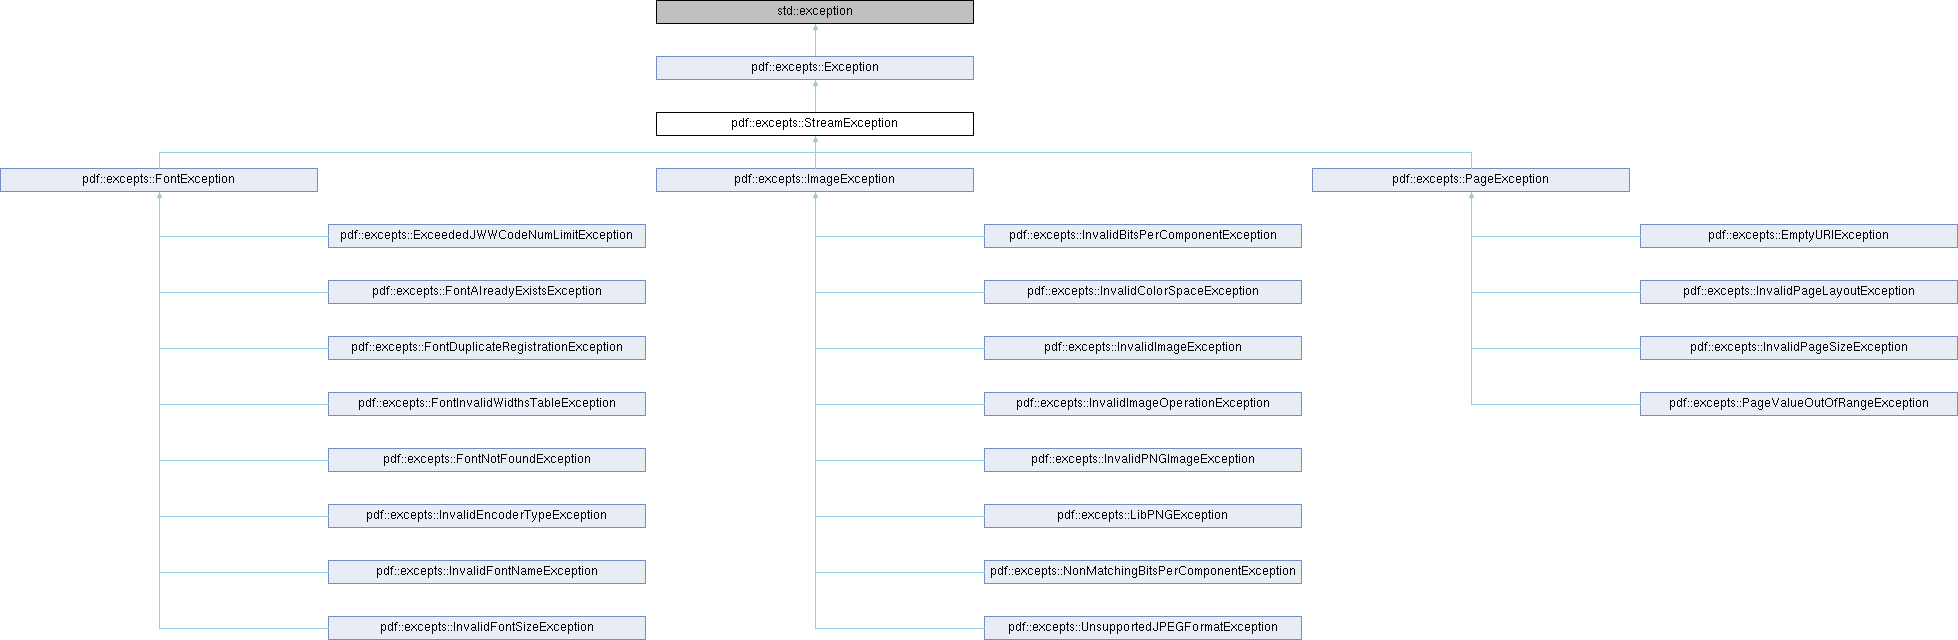 std::exception
pdf::excepts::Exception
pdf::excepts::StreamException
pdf::excepts::FontException
pdf::excepts::ImageException
pdf::excepts::PageException
pdf::excepts::ExceededJWWCodeNumLimitException
pdf::excepts::InvalidBitsPerComponentException
pdf::excepts::EmptyURIException
pdf::excepts::FontAlreadyExistsException
pdf::excepts::InvalidColorSpaceException
pdf::excepts::InvalidPageLayoutException
pdf::excepts::FontDuplicateRegistrationException
pdf::excepts::InvalidImageException
pdf::excepts::InvalidPageSizeException
pdf::excepts::FontInvalidWidthsTableException
pdf::excepts::InvalidImageOperationException
pdf::excepts::PageValueOutOfRangeException
pdf::excepts::FontNotFoundException
pdf::excepts::InvalidPNGImageException
pdf::excepts::InvalidEncoderTypeException
pdf::excepts::LibPNGException
pdf::excepts::InvalidFontNameException
pdf::excepts::NonMatchingBitsPerComponentException
pdf::excepts::InvalidFontSizeException
pdf::excepts::UnsupportedJPEGFormatException